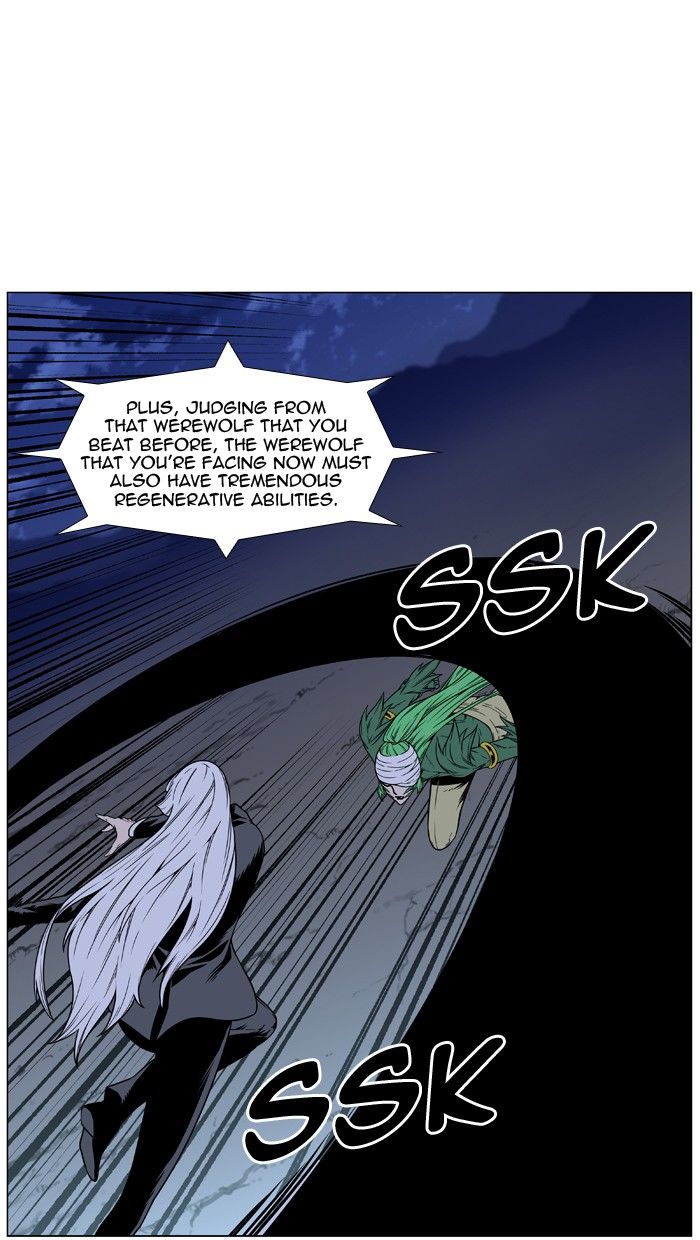 PLUS, JUDGING FROM
THAT WEREWOLF THAT YOU
BEAT BEFORE, THE WEREWOLF
THAT YOU'RE FACING NOW MUST
ALSO HAVE TREMENDOUS
REGENERATIVE ABILITIES.
SSK
SSK